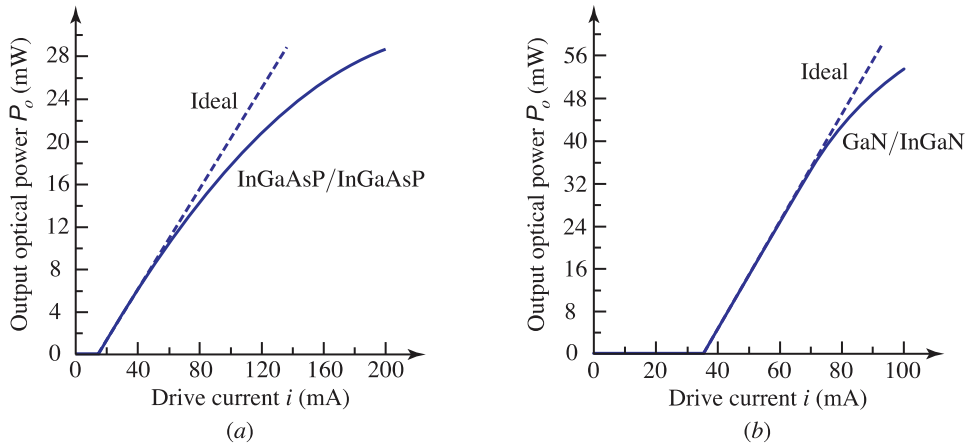 Output optical power P_o (mW)
28
24
20
16
12
8
4
0
Ideal
InGaAsP/InGaAsP
0 40 80 120 160 200
Drive current i (mA)
(a)
Output optical power P_o (mW)
56
48
40
32
24
16
8
0
Ideal
GaN/InGaN
0 20 40 60 80 100
Drive current i (mA)
(b)